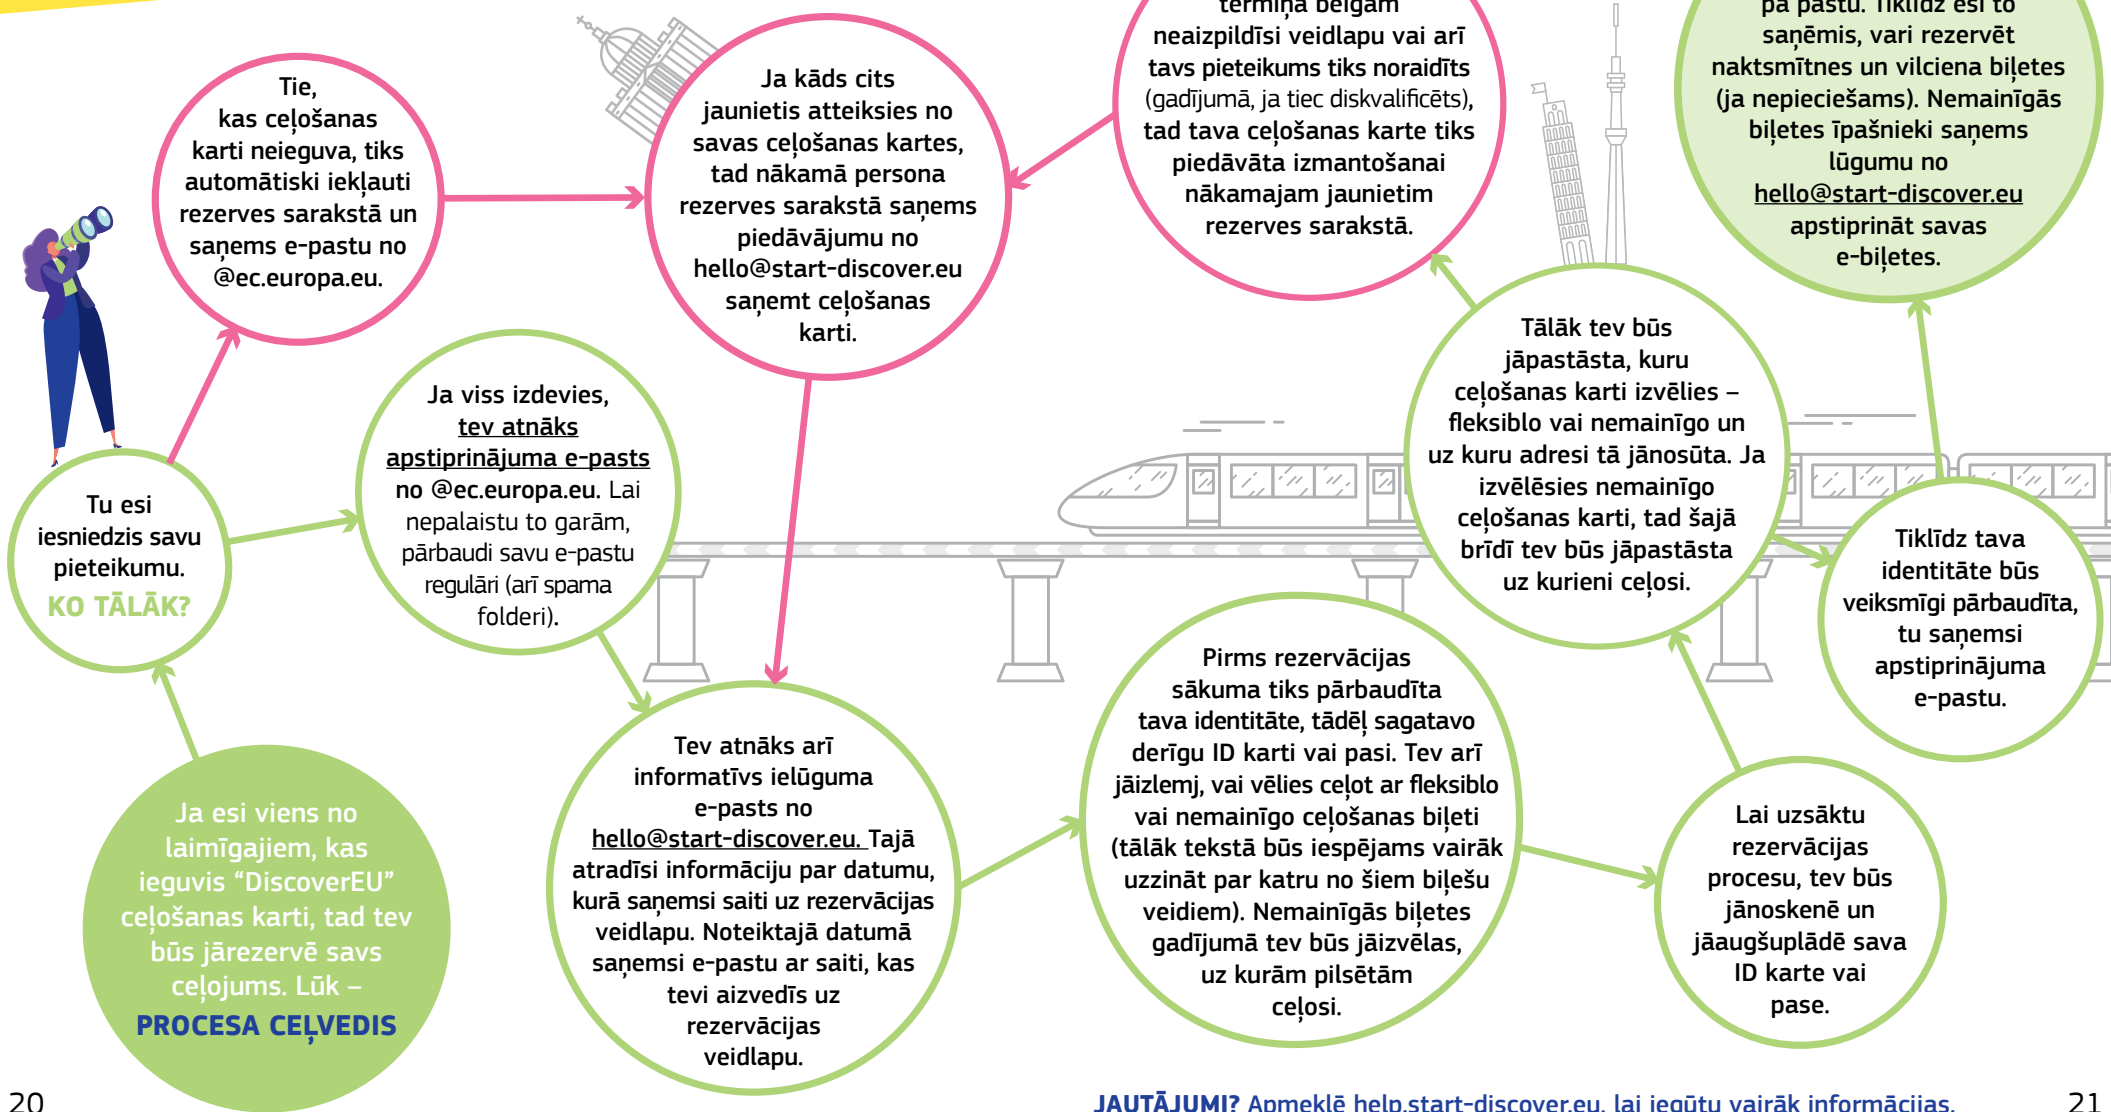 Ja esi viens no
laimīgajiem, kas
ieguvis “DiscoverEU”
ceļošanas karti, tad tev
būs jārezervē savs
ceļojums. Lūk –
PROCESA CEĻVEDIS
Tu esi
iesniedzis savu
pieteikumu.
KO TĀLĀK?
Tie,
kas ceļošanas
karti neieguva, tiks
automātiski iekļauti
rezerves sarakstā un
saņems e-pastu no
@ec.europa.eu.
Ja kāds cits
jaunietis atteiksies no
savas ceļošanas kartes,
tad nākamā persona
rezerves sarakstā saņems
piedāvājumu no
hello@start-discover.eu
saņemt ceļošanas
karti.
Ja viss izdevies,
tev atnāks
apstiprinājuma e-pasts
no @ec.europa.eu. Lai
nepalaistu to garām,
pārbaudi savu e-pastu
regulāri (arī spama
folderi).
Tev atnāks arī
informatīvs ielūguma
e-pasts no
hello@start-discover.eu. Tajā
atradīsi informāciju par datumu,
kurā saņemsi saiti uz rezervācijas
veidlapu. Noteiktajā datumā
saņemsi e-pastu ar saiti, kas
tevi aizvedīs uz
rezervācijas
veidlapu.
Pirms rezervācijas
sākuma tiks pārbaudīta
tava identitāte, tādēļ sagatavo
derīgu ID karti vai pasi. Tev arī
jāizlemj, vai vēlies ceļot ar fleksiblo
vai nemainīgo ceļošanas biļeti
(tālāk tekstā būs iespējams vairāk
uzzināt par katru no šiem biļešu
veidiem). Nemainīgās biļetes
gadījumā tev būs jāizvēlas,
uz kurām pilsētām
ceļosi.
Lai uzsāktu
rezervācijas
procesu, tev būs
jānoskenē un
jāaugšuplādē sava
ID karte vai
pase.
Tālāk tev būs
jāpastāsta, kuru
ceļošanas karti izvēlies –
fleksiblo vai nemainīgo un
uz kuru adresi tā jānosūta. Ja
izvēlēsies nemainīgo
ceļošanas karti, tad šajā
brīdī tev būs jāpastāsta
uz kurieni ceļosi.
termiņa beigām
neaizpildīsi veidlapu vai arī
tavs pieteikums tiks noraidīts
(gadījumā, ja tiec diskvalificēts),
tad tava ceļošanas karte tiks
piedāvāta izmantošanai
nākamajam jaunietim
rezerves sarakstā.
Tiklīdz tava
identitāte būs
veiksmīgi pārbaudīta,
tu saņemsi
apstiprinājuma
e-pastu.
pa pastu. Tiklīdz esi to
saņēmis, vari rezervēt
naktsmītnes un vilciena biļetes
(ja nepieciešams). Nemainīgās
biļetes īpašnieki saņems
lūgumu no
hello@start-discover.eu
apstiprināt savas
e-biļetes.
20
JAUTĀJUMI? Apmeklē help.start-discover.eu, lai iegūtu vairāk informācijas.
21